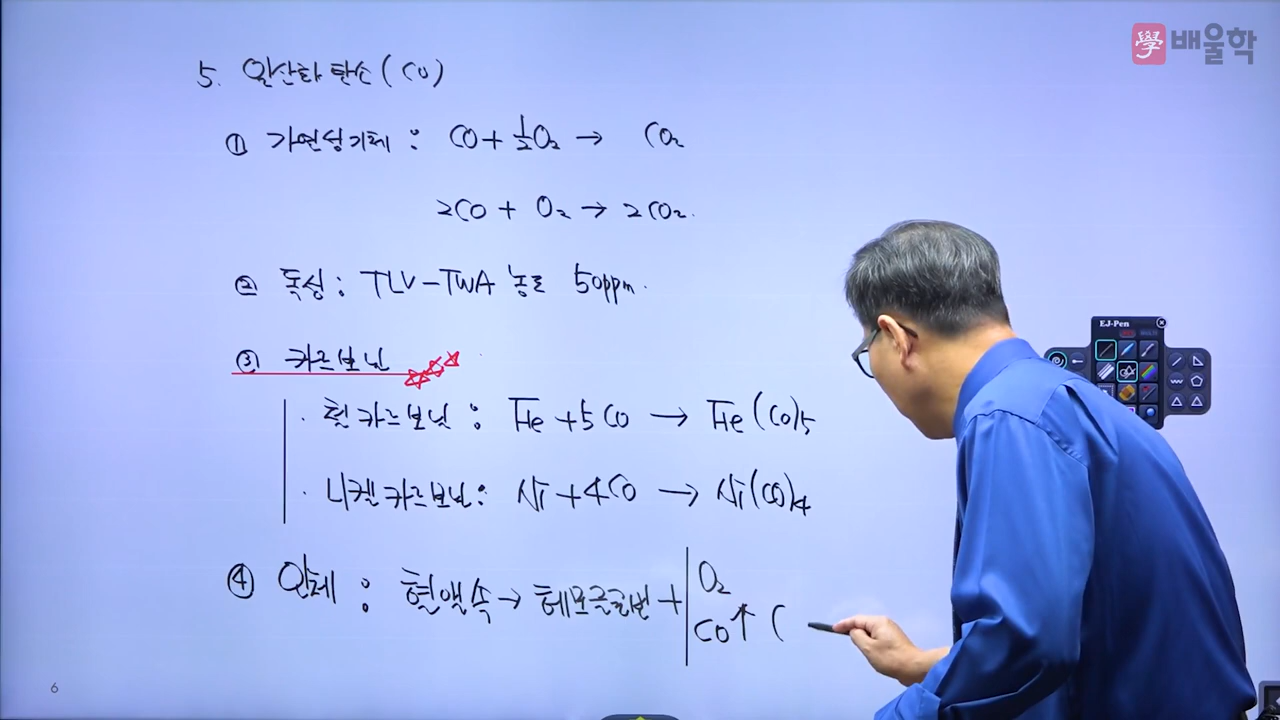 學 배울학
5. 일산화탄소(CO)
① 가연성기체 : CO + 1/2 O₂ → CO₂
2CO + O₂ → 2CO₂.
② 독성 : TLV-TWA 농도 50ppm.
③ 카르보닐
· 철카르보닐 : Fe + 5CO → Fe(CO)₅
· 니켈카르보닐 : Ni + 4CO → Ni(CO)₄
④ 인체 : 혈액속 → 헤모글로빈 + O₂
CO↑ (
EJ-Pen
6